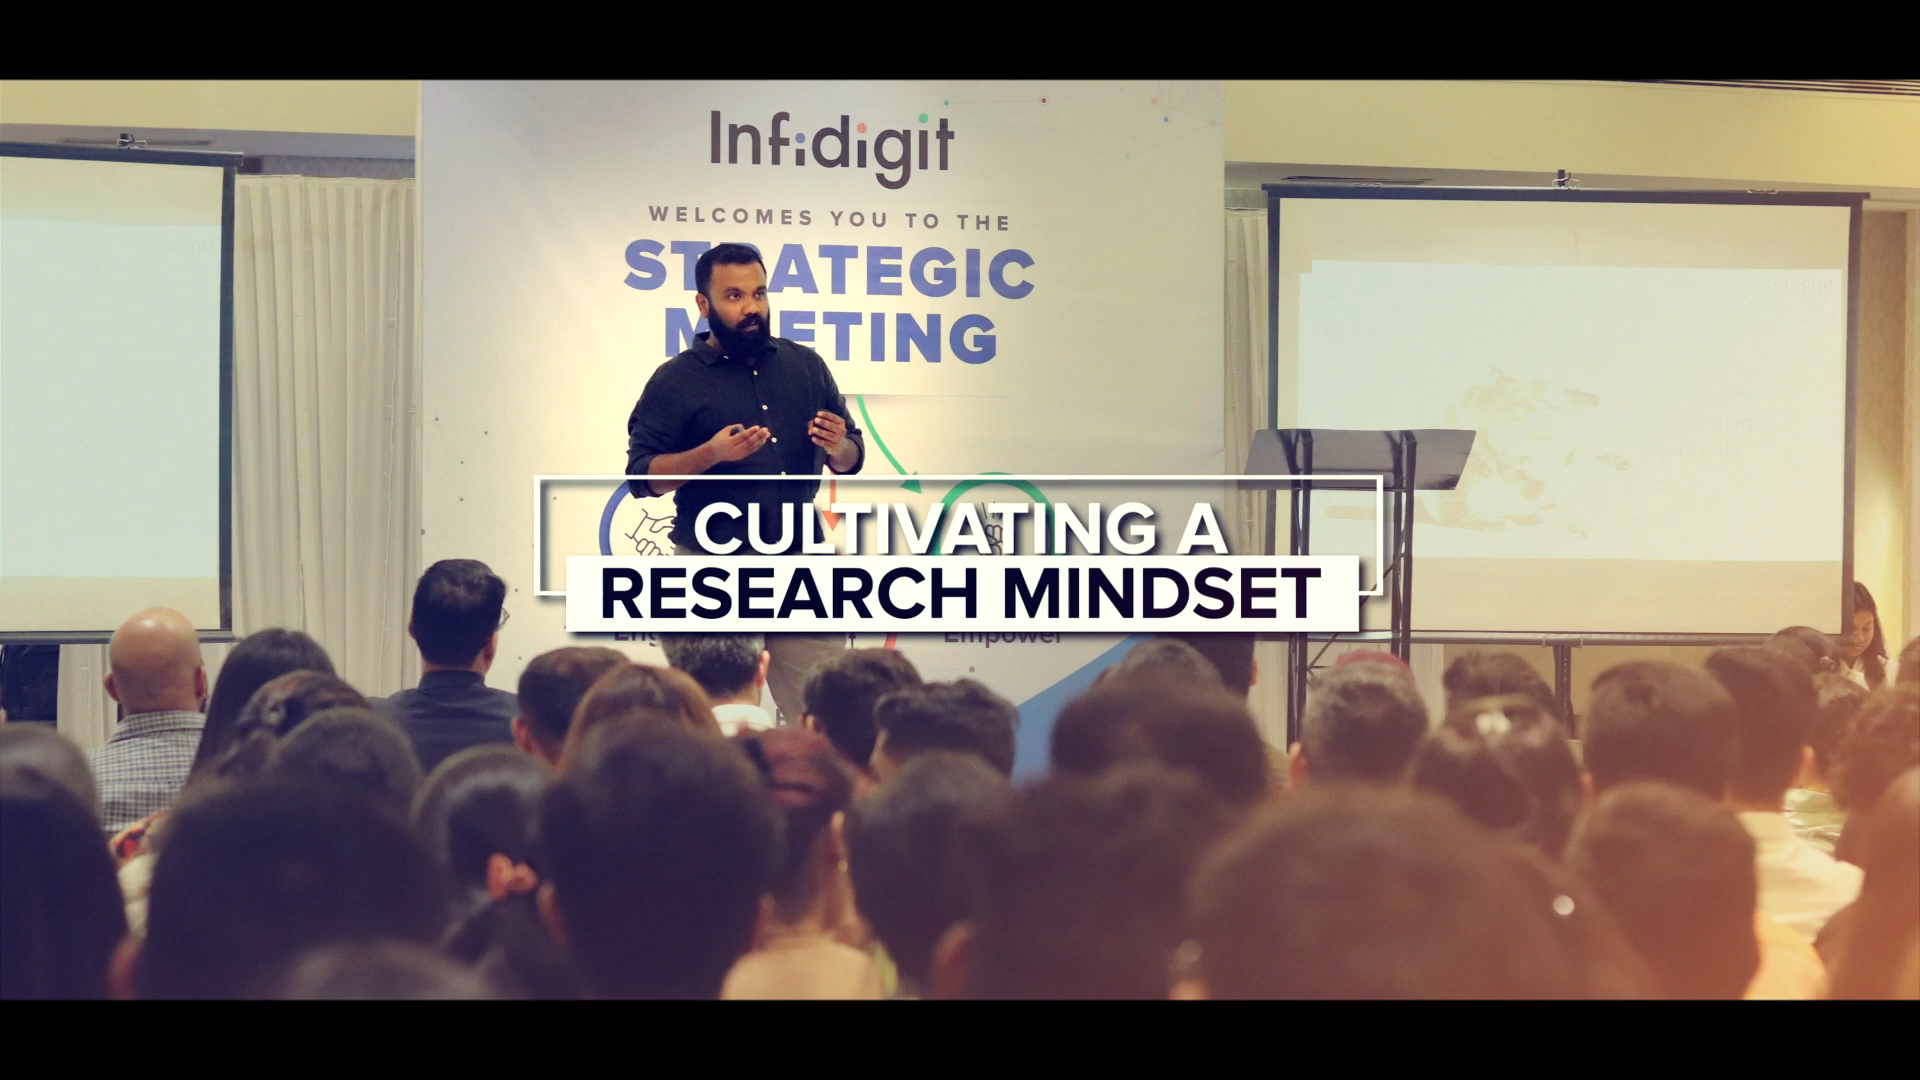 Infidigit
WELCOMES YOU TO THE
STRATEGIC
MEETING
CULTIVATING A
RESEARCH MINDSET
Empower